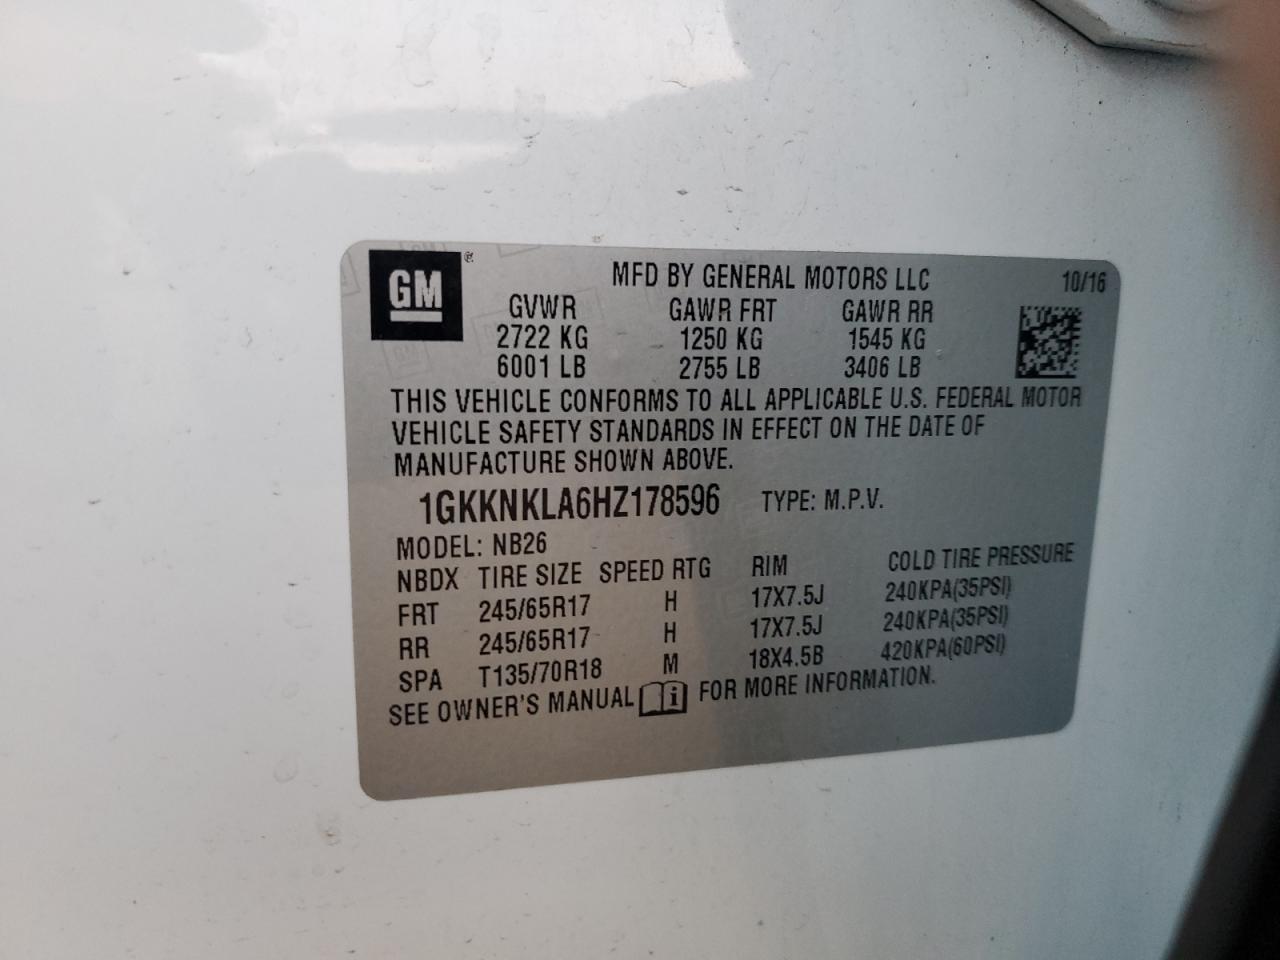 GM ®
MFD BY GENERAL MOTORS LLC 10/16
GVWR GAWR FRT GAWR RR
2722 KG 1250 KG 1545 KG
6001 LB 2755 LB 3406 LB
THIS VEHICLE CONFORMS TO ALL APPLICABLE U.S. FEDERAL MOTOR
VEHICLE SAFETY STANDARDS IN EFFECT ON THE DATE OF
MANUFACTURE SHOWN ABOVE.
1GKKNKLA6HZ178596 TYPE: M.P.V.
MODEL: NB26
NBDX TIRE SIZE SPEED RTG RIM COLD TIRE PRESSURE
FRT 245/65R17 H 17X7.5J 240KPA(35PSI)
RR 245/65R17 H 17X7.5J 240KPA(35PSI)
SPA T135/70R18 M 18X4.5B 420KPA(60PSI)
SEE OWNER'S MANUAL i FOR MORE INFORMATION.